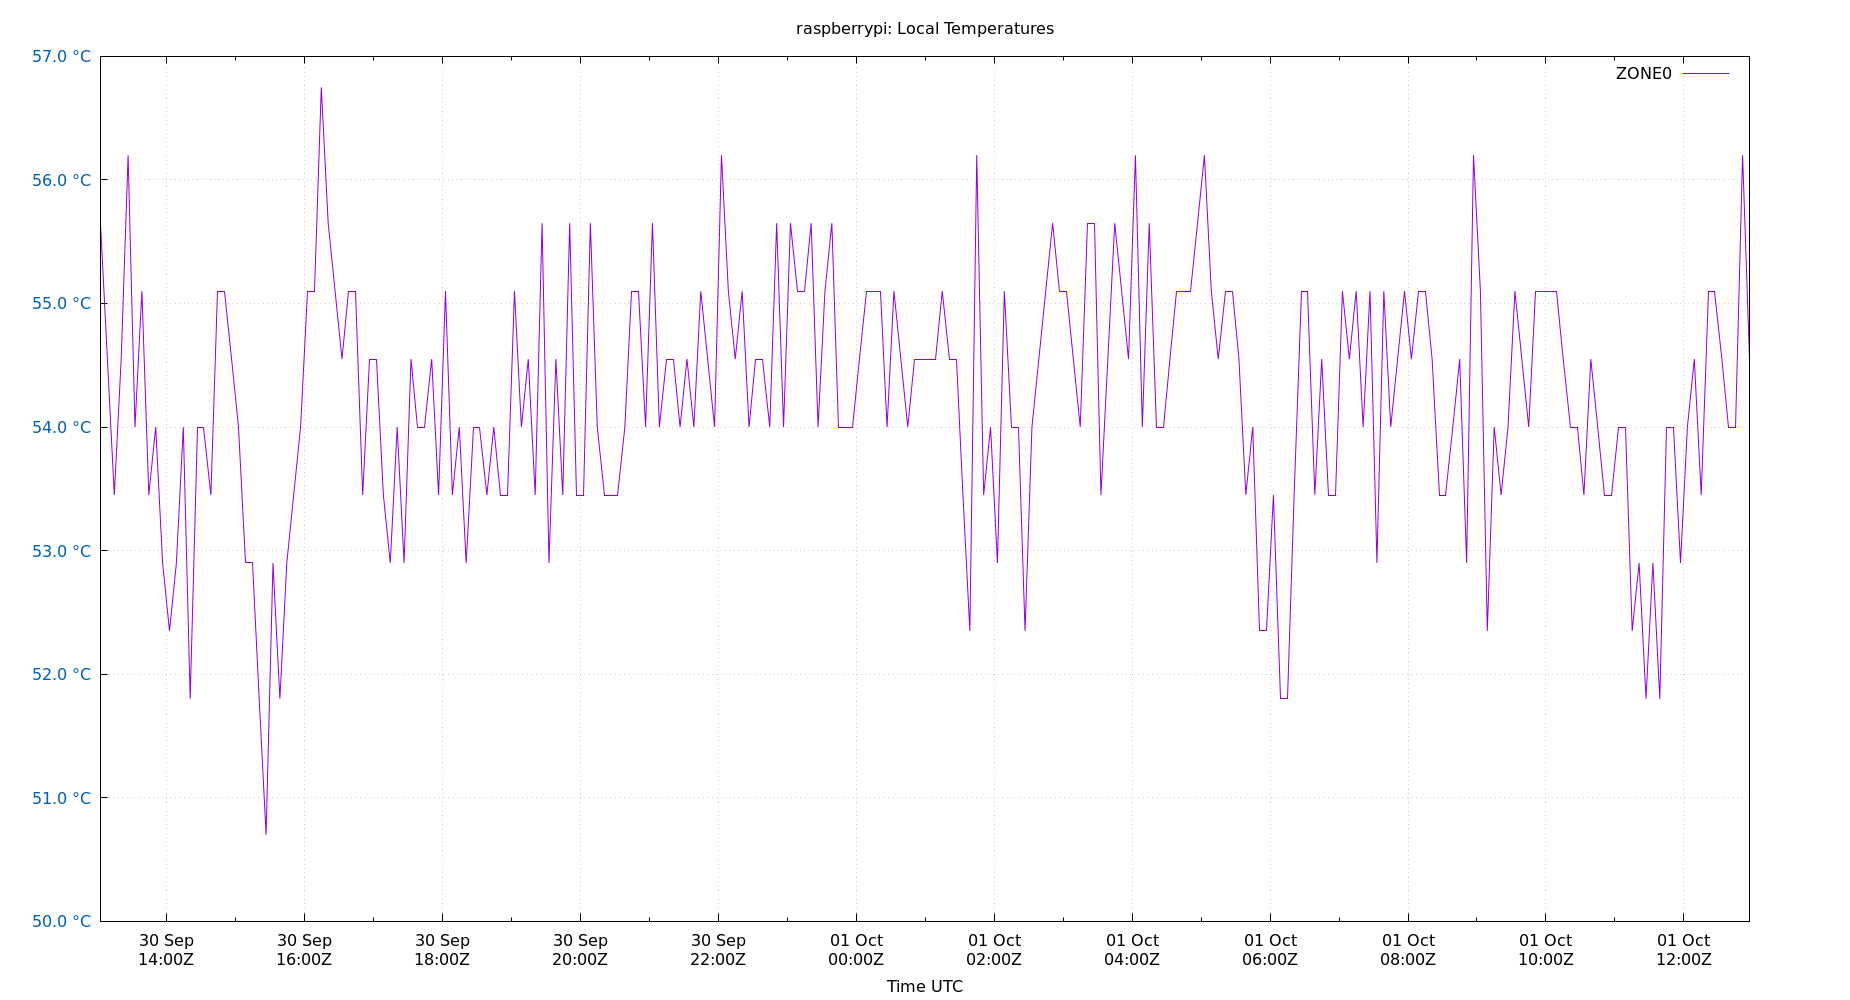 raspberrypi: Local Temperatures
57.0 °C
ZONE0
56.0 °C
55.0 °C
54.0 °C
53.0 °C
52.0 °C
51.0 °C
50.0 °C
30 Sep 30 Sep 30 Sep 30 Sep 30 Sep 01 Oct 01 Oct 01 Oct 01 Oct 01 Oct 01 Oct 01 Oct
14:00Z 16:00Z 18:00Z 20:00Z 22:00Z 00:00Z 02:00Z 04:00Z 06:00Z 08:00Z 10:00Z 12:00Z
Time UTC